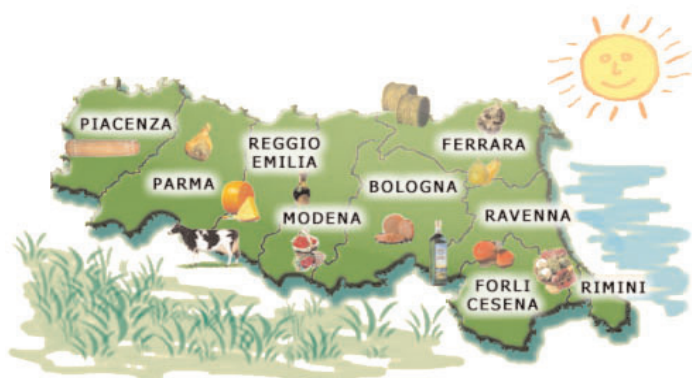 PIACENZA
REGGIO
EMILIA
FERRARA
PARMA
BOLOGNA
MODENA
RAVENNA
FORLI
CESENA
RIMINI